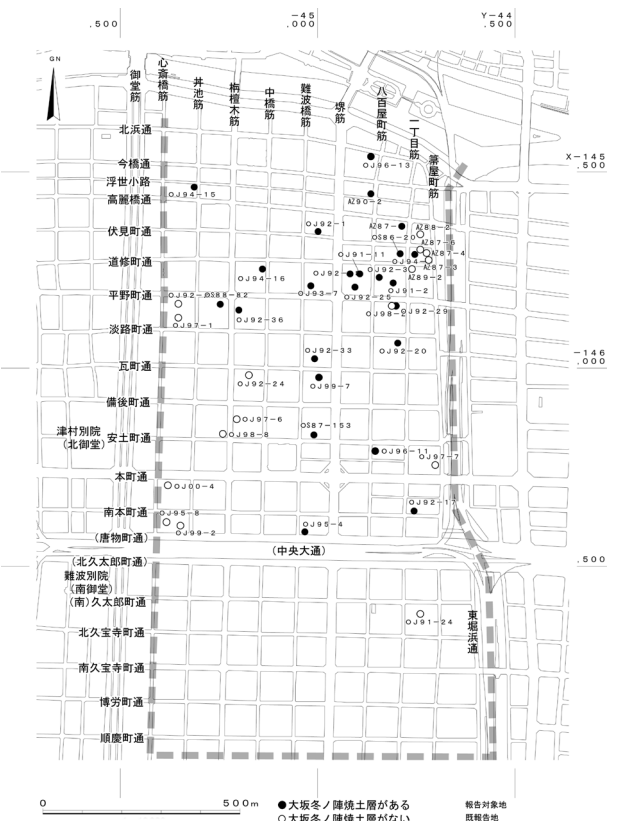 −45
Y−44
.500
.000
.500
GN
御堂筋
心斎橋筋
丼池筋
栴檀木筋
中橋筋
難波橋筋
堺筋
八百屋町筋
一丁目筋
箒屋町筋
X−145
.500
北浜通
今橋通
浮世小路
高麗橋通
伏見町通
道修町通
平野町通
淡路町通
瓦町通
備後町通
津村別院
(北御堂)
安土町通
本町通
南本町通
(唐物町通)
(中央大通)
(北久太郎町通)
難波別院
(南御堂)
(南)久太郎町通
北久宝寺町通
南久宝寺町通
博労町通
順慶町通
東堀浜通
−146
.000
.500
OJ96−13
OJ94−15
AZ90−2
OJ92−1
AZ88−2
OS86−20
AZ87−6
AZ87−4
OJ91−11
AZ87−3
OJ94−16
OJ93−7
AZ89−2
OJ91−2
OJ92−25
OS88−82
OJ92−29
OJ92−36
OJ97−1
OJ92−33
OJ92−20
OJ92−24
OJ99−7
OJ97−6
OS87−153
OJ98−8
OJ96−11
OJ97−7
OJ00−4
OJ95−8
OJ99−2
OJ95−4
OJ91−24
0
500m
●大坂冬ノ陣焼土層がある
報告対象地
○大坂冬ノ陣焼土層がない
既報告地